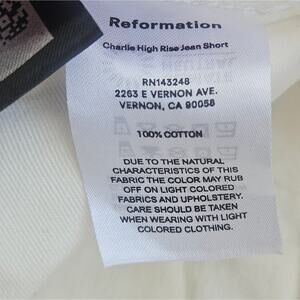 Reformation
Charlie High Rise Jean Short
RN143248
2263 E VERNON AVE.
VERNON, CA 90058
100% COTTON
DUE TO THE NATURAL
CHARACTERISTICS OF THIS
FABRIC THE COLOR MAY RUB
OFF ON LIGHT COLORED
FABRICS AND UPHOLSTERY.
CARE SHOULD BE TAKEN
WHEN WEARING WITH LIGHT
COLORED CLOTHING.